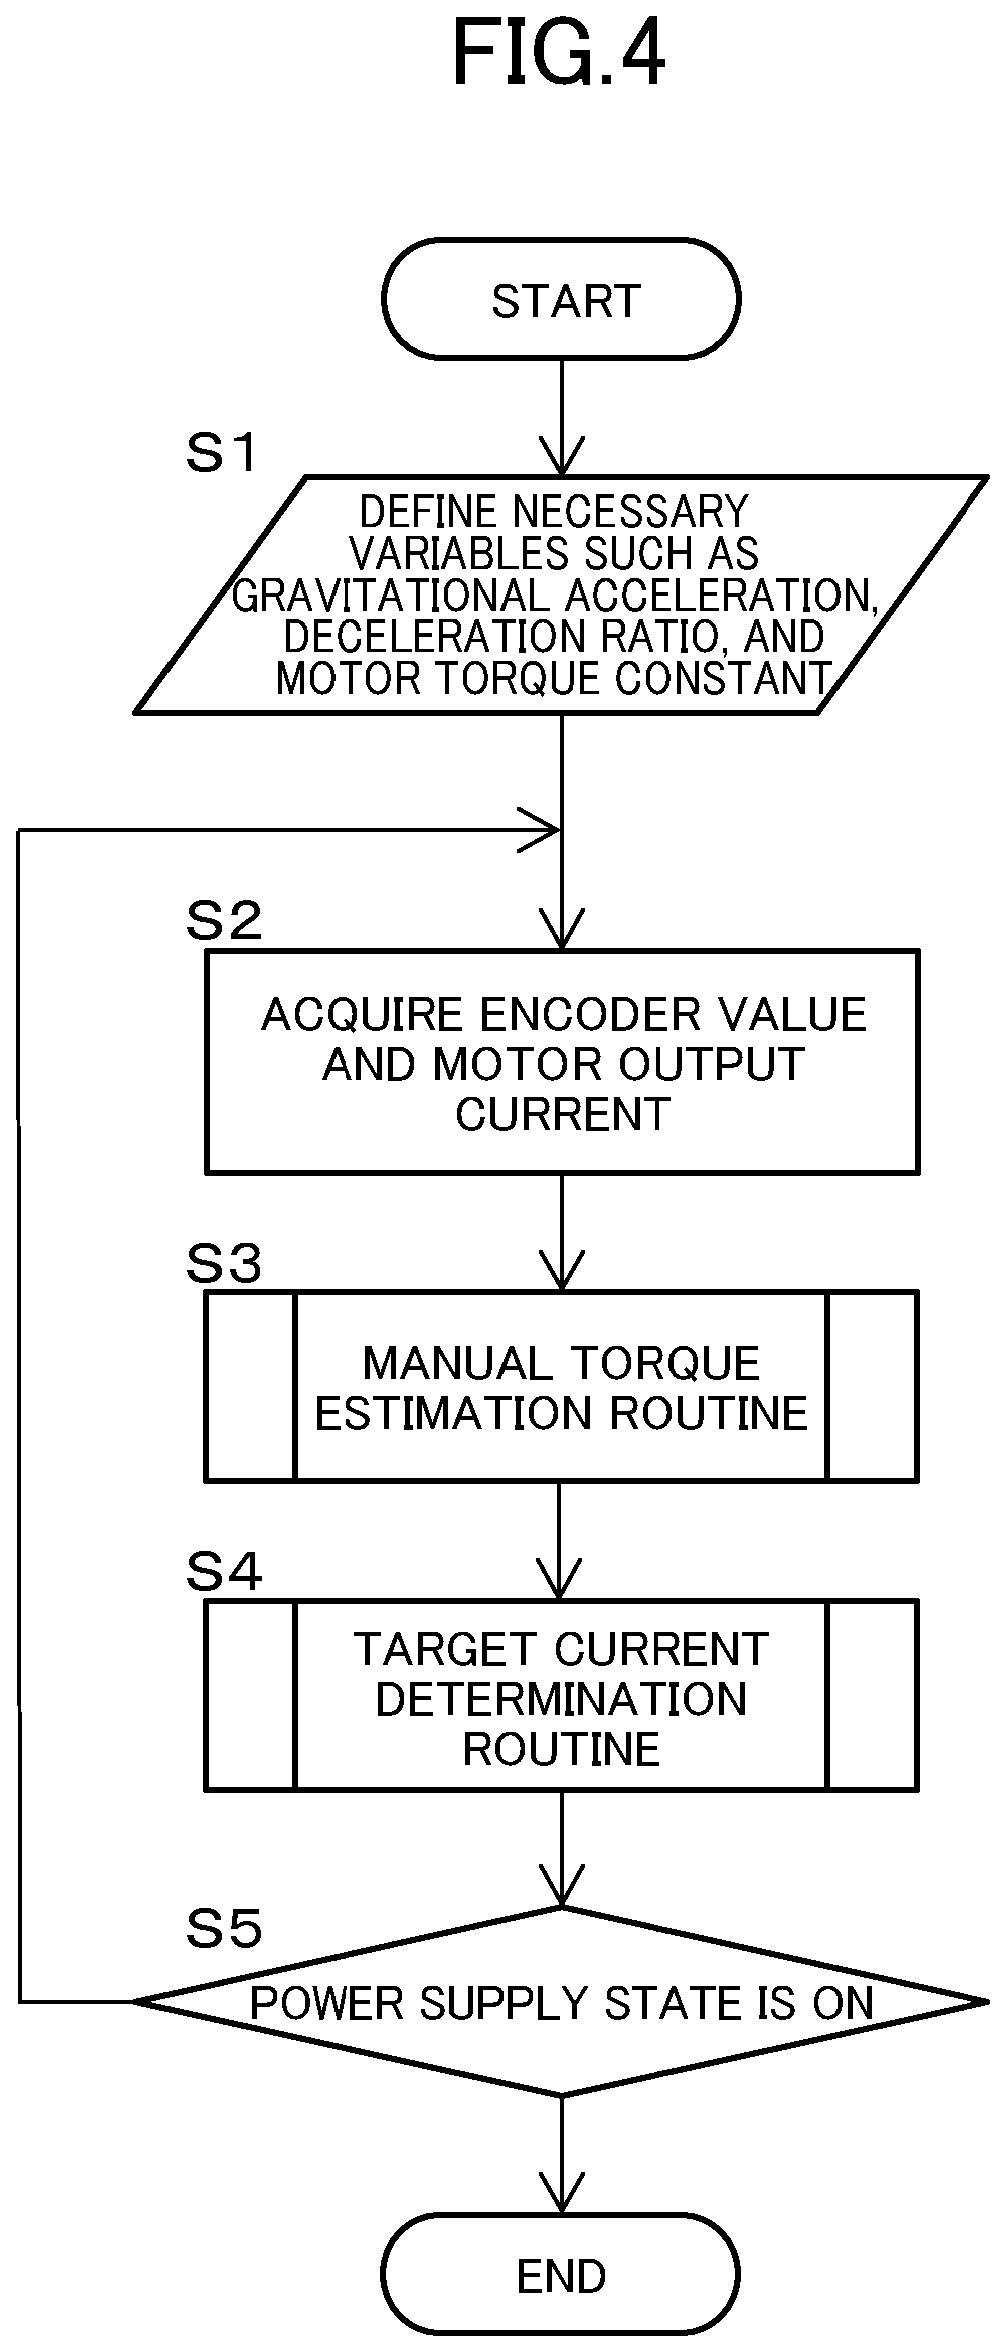 FIG.4
START
S1
DEFINE NECESSARY
VARIABLES SUCH AS
GRAVITATIONAL ACCELERATION,
DECELERATION RATIO, AND
MOTOR TORQUE CONSTANT
S2
ACQUIRE ENCODER VALUE
AND MOTOR OUTPUT
CURRENT
S3
MANUAL TORQUE
ESTIMATION ROUTINE
S4
TARGET CURRENT
DETERMINATION
ROUTINE
S5
POWER SUPPLY STATE IS ON
END